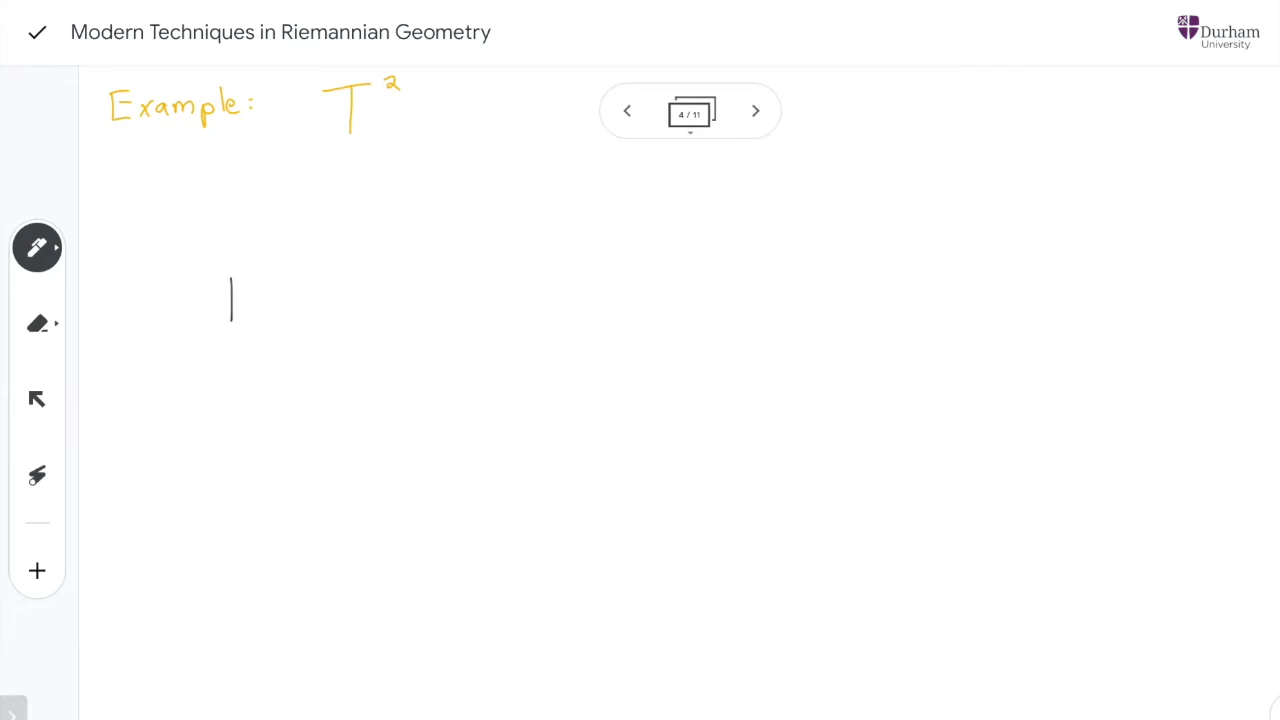 Modern Techniques in Riemannian Geometry
Durham
University
Example: T²
4 / 11